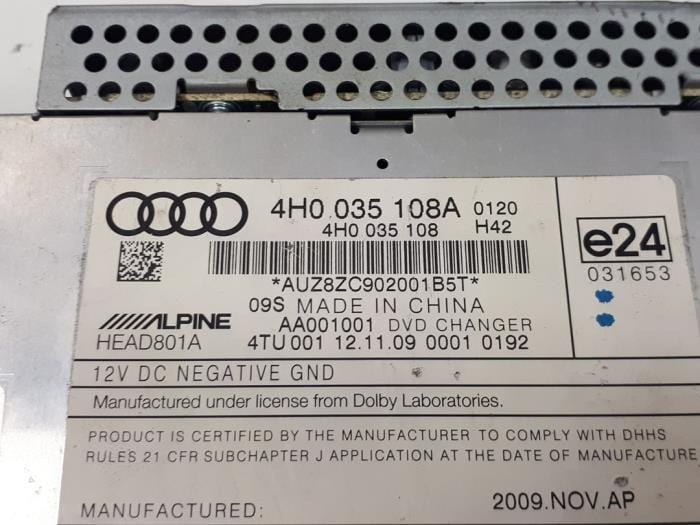 4H0 035 108A 0120
4H0 035 108 H42
e24
031653
*AUZ8ZC902001B5T*
09S MADE IN CHINA
AA001001 DVD CHANGER
ALPINE
HEAD801A
4TU 001 12.11.09 0001 0192
12V DC NEGATIVE GND
Manufactured under license from Dolby Laboratories.
PRODUCT IS CERTIFIED BY THE MANUFACTURER TO COMPLY WITH DHHS
RULES 21 CFR SUBCHAPTER J APPLICATION AT THE DATE OF MANUFACTURE
MANUFACTURED: 2009.NOV.AP